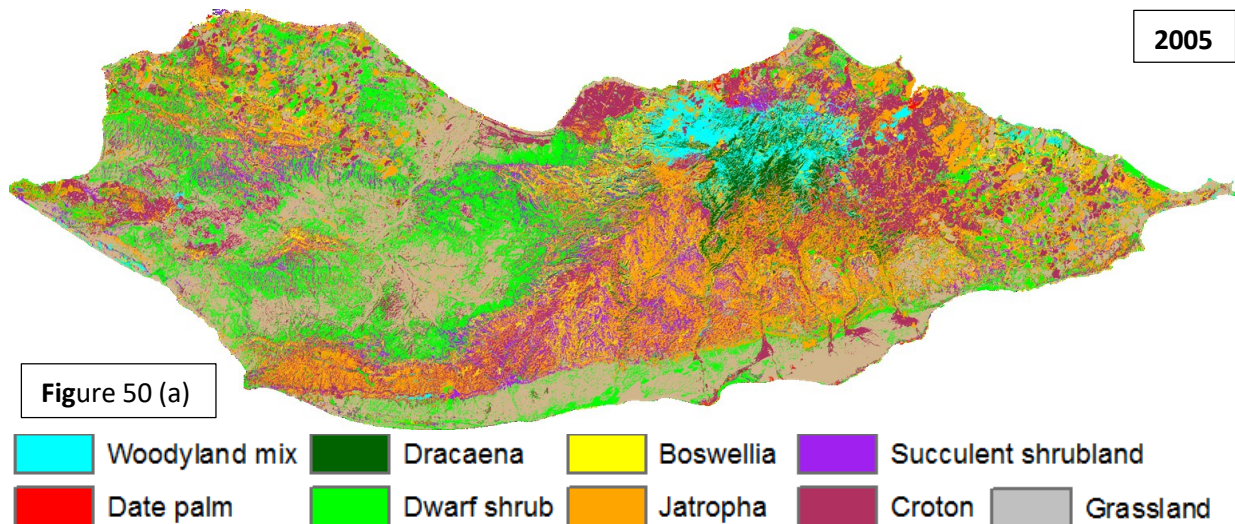 2005
Figure 50 (a)
Woodyland mix Dracaena Boswellia Succulent shrubland
Date palm Dwarf shrub Jatropha Croton Grassland